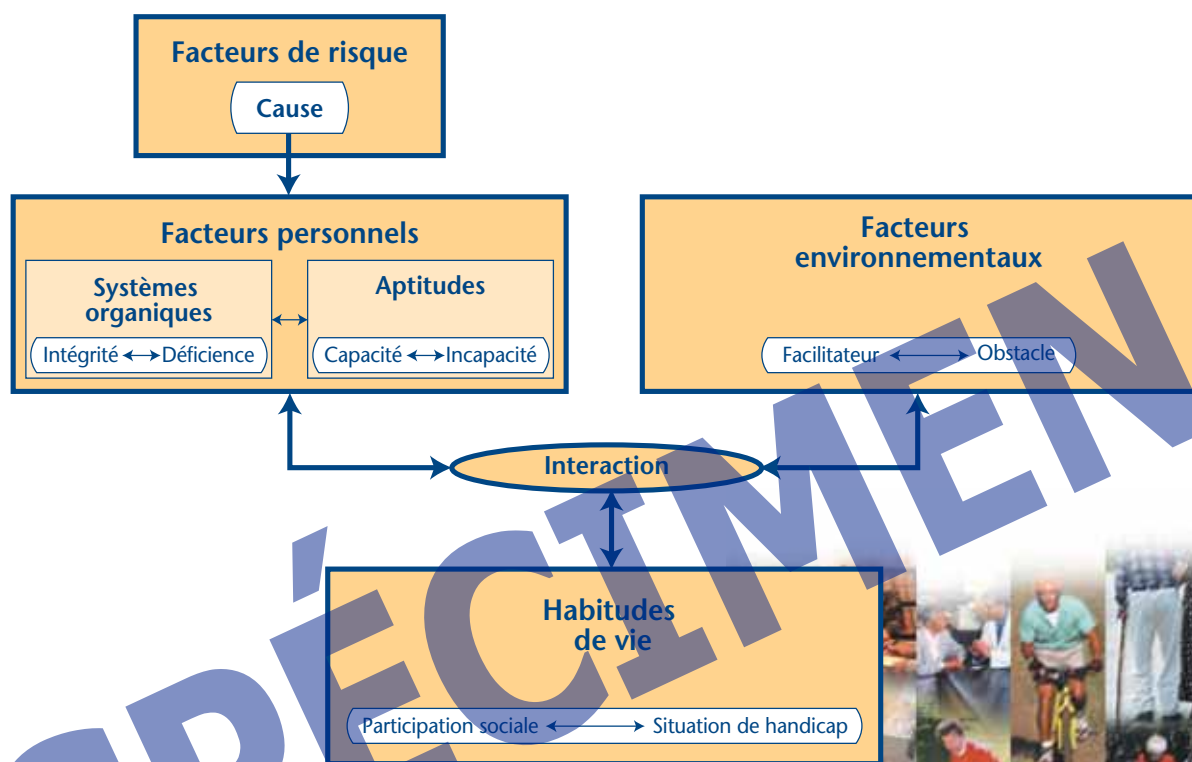 Facteurs de risque
Cause
Facteurs personnels
Systèmes
organiques
Intégrité Déficience
Aptitudes
Capacité Incapacité
Facteurs
environnementaux
Facilitateur Obstacle
Interaction
Habitudes
de vie
Participation sociale Situation de handicap
SPÉCIMEN